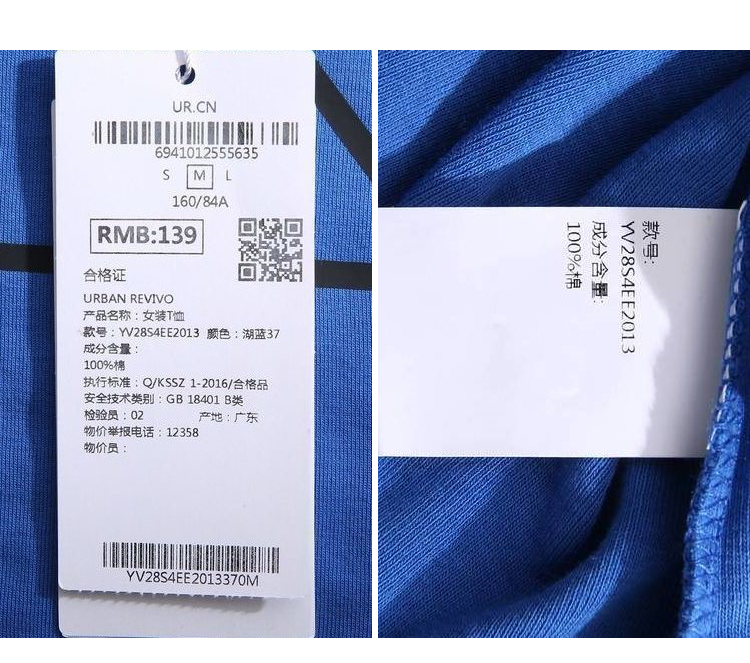 UR.CN
6941012555635
S M L
160/84A
RMB:139
合格证
URBAN REVIVO
产品名称：女装T恤
款号：YV28S4EE2013 颜色：湖蓝37
成分含量：
100%棉
执行标准：Q/KSSZ 1-2016/合格品
安全技术类别：GB 18401 B类
检验员：02 产地：广东
物价举报电话：12358
物价员：
YV28S4EE2013370M
款号:
YV28S4EE2013
成分含量:
100%棉